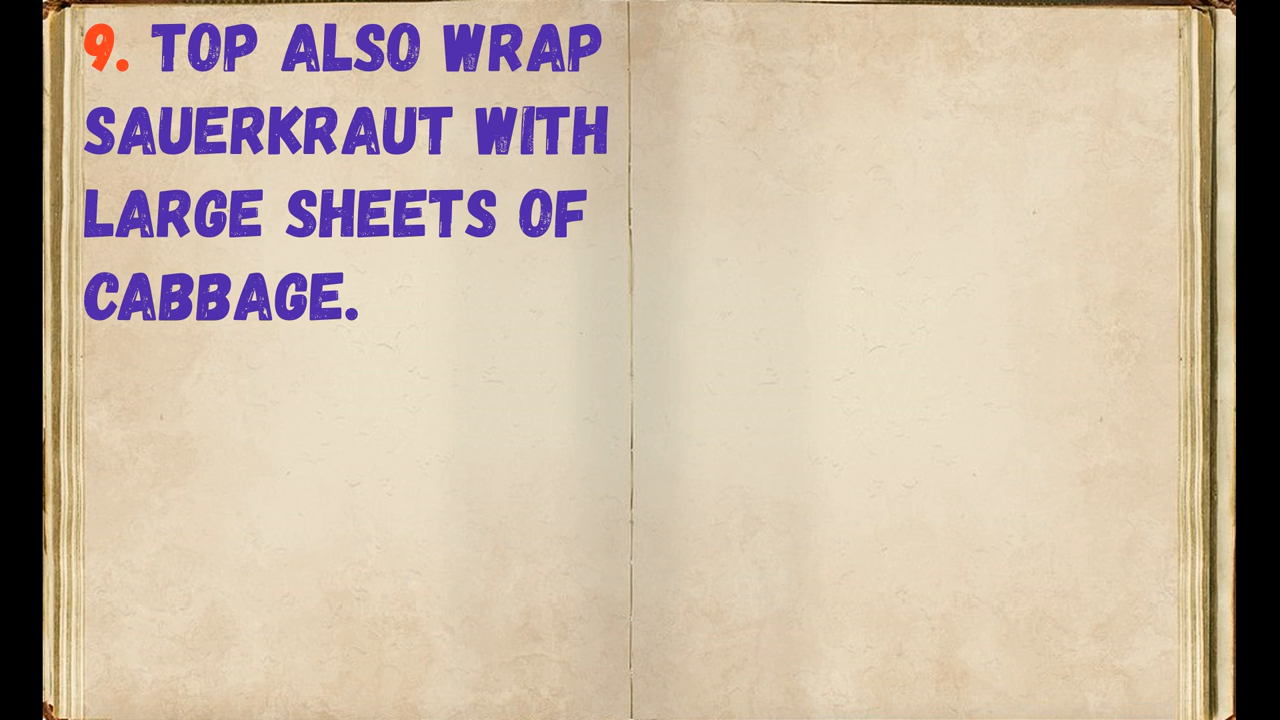 9. TOP ALSO WRAP
SAUERKRAUT WITH
LARGE SHEETS OF
CABBAGE.